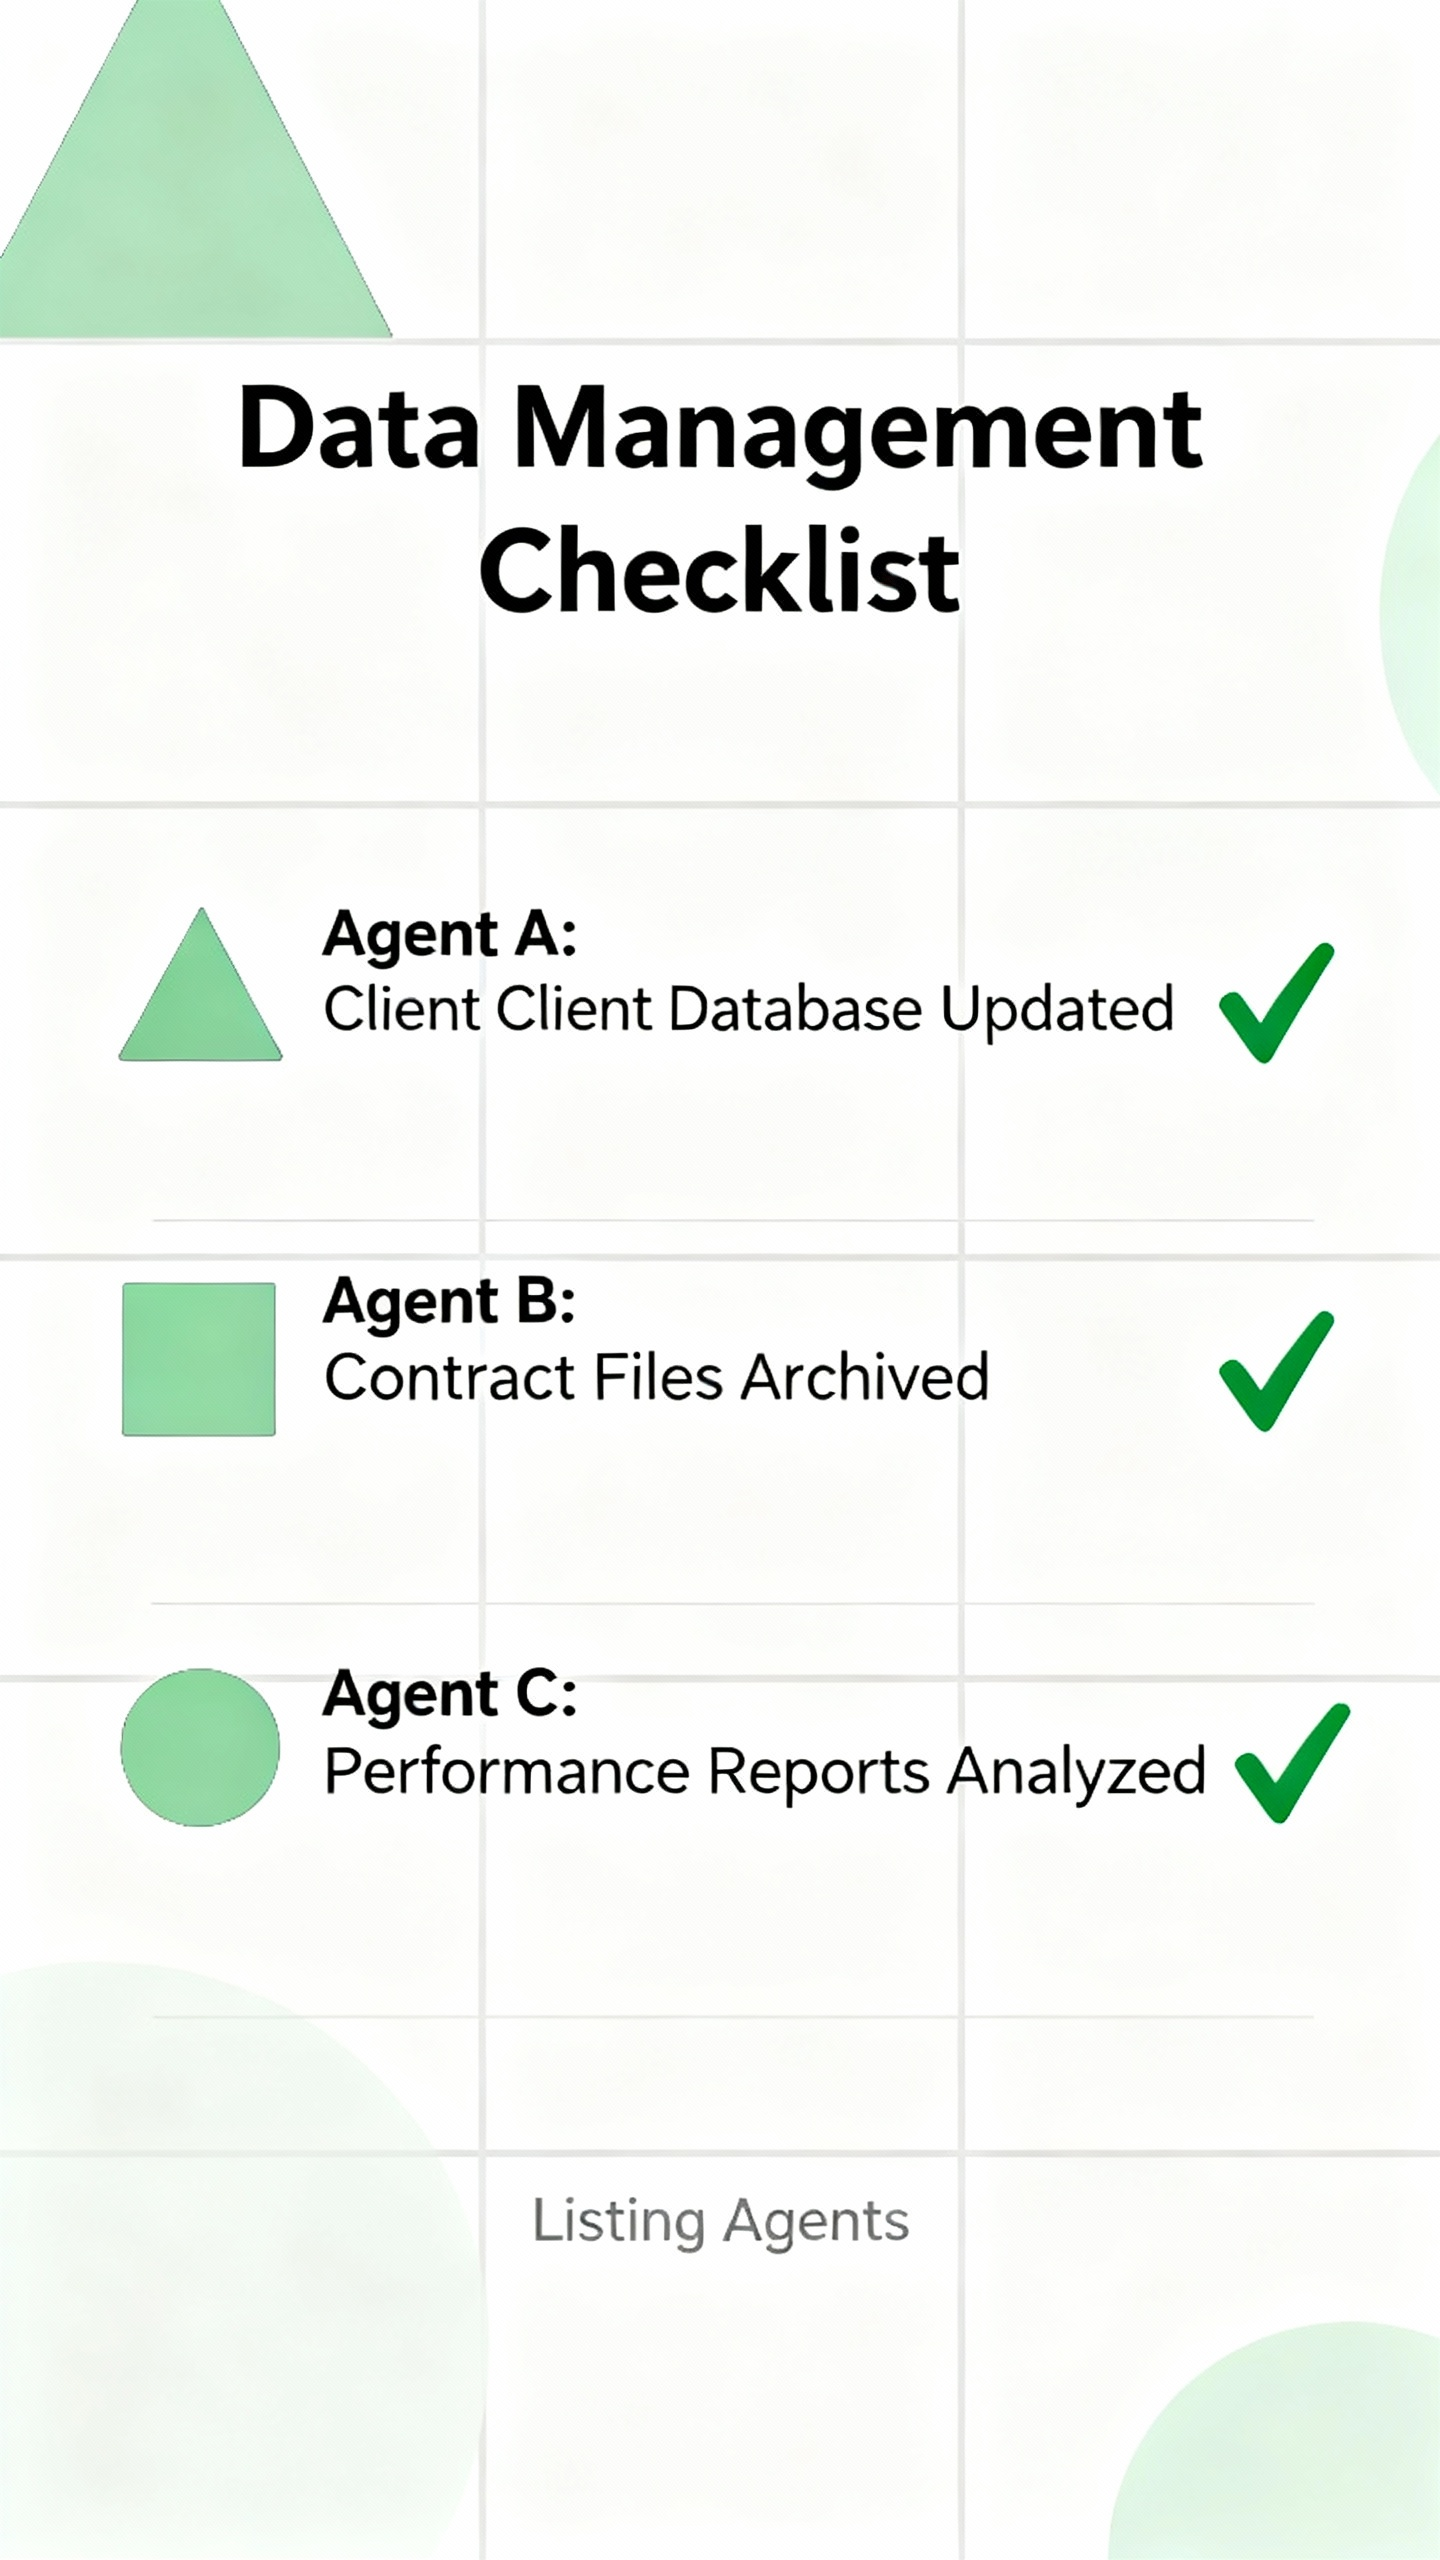 Data Management
Checklist
Agent A:
Client Client Database Updated
Agent B:
Contract Files Archived
Agent C:
Performance Reports Analyzed
Listing Agents